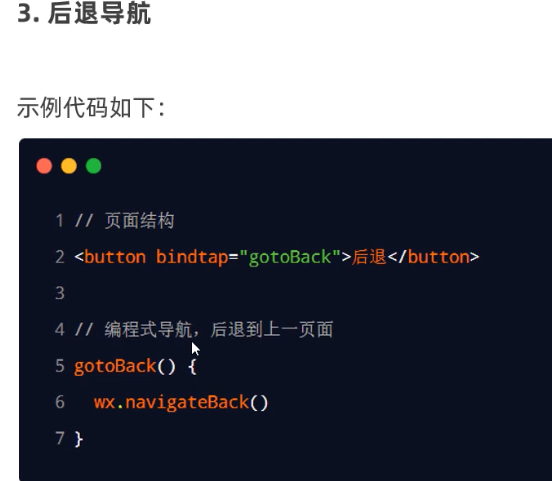 3. 后退导航
示例代码如下：
1 // 页面结构
2 <button bindtap="gotoBack">后退</button>
3
4 // 编程式导航，后退到上一页面
5 gotoBack() {
6   wx.navigateBack()
7 }